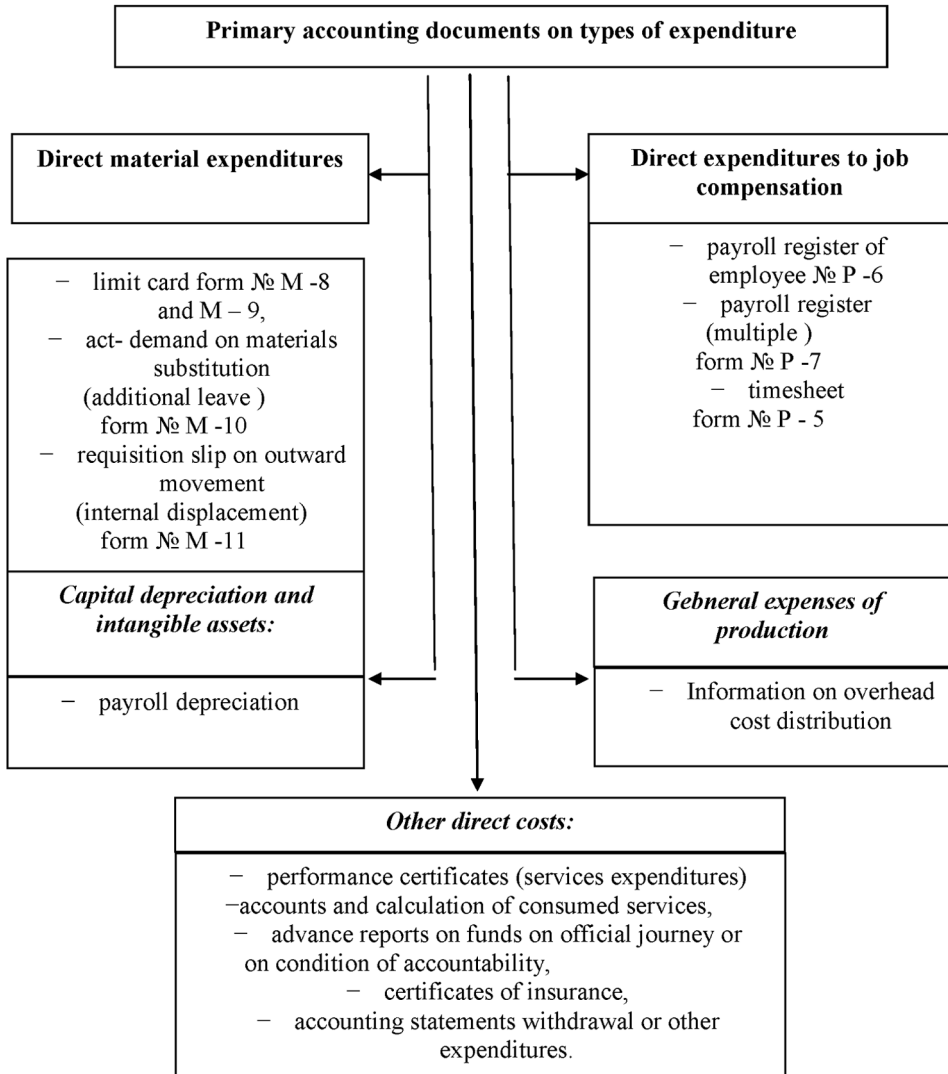 Primary accounting documents on types of expenditure
Direct material expenditures
− limit card form № M -8
and M – 9,
− act- demand on materials
substitution
(additional leave )
form № M -10
− requisition slip on outward
movement
(internal displacement)
form № M -11
Capital depreciation and
intangible assets:
− payroll depreciation
Direct expenditures to job
compensation
− payroll register of
employee № P -6
− payroll register
(multiple )
form № P -7
− timesheet
form № P - 5
Gebneral expenses of
production
− Information on overhead
cost distribution
Other direct costs:
− performance certificates (services expenditures)
−accounts and calculation of consumed services,
− advance reports on funds on official journey or
on condition of accountability,
− certificates of insurance,
− accounting statements withdrawal or other
expenditures.